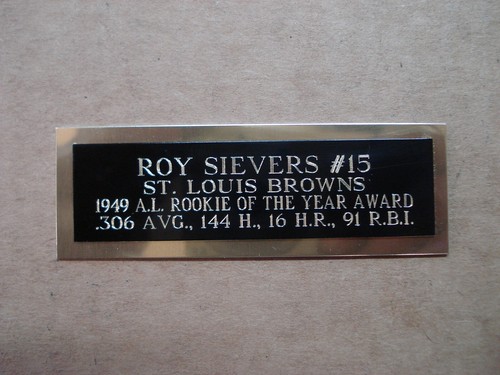 ROY SIEVERS #15
ST. LOUIS BROWNS
1949 A.L. ROOKIE OF THE YEAR AWARD
.306 AVG., 144 H., 16 H.R., 91 R.B.I.